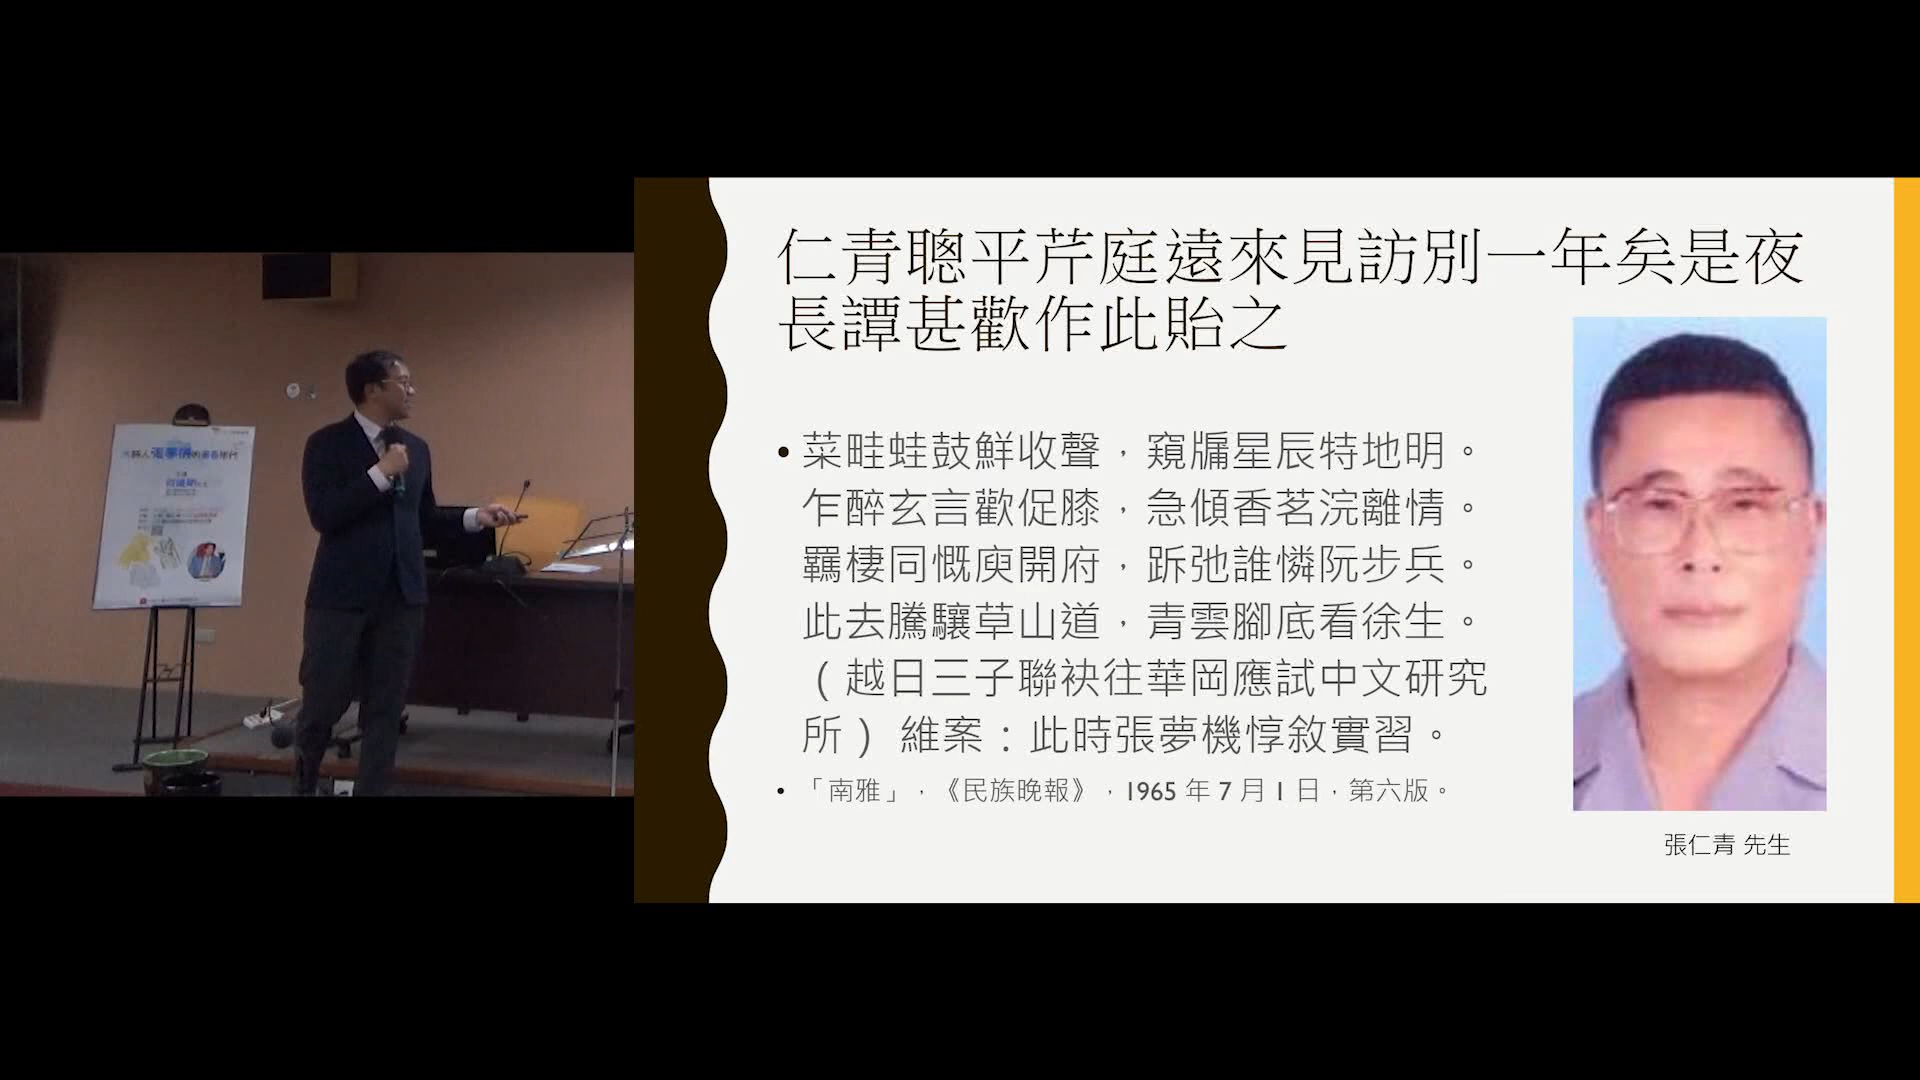 仁青聰平芹庭遠來見訪別一年矣是夜
長譚甚歡作此貽之
• 菜畦蛙鼓鮮收聲，窺牖星辰特地明。
乍醉玄言歡促膝，急傾香茗浣離情。
羈棲同慨庾開府，跅弛誰憐阮步兵。
此去騰驤草山道，青雲腳底看徐生。
（越日三子聯袂往華岡應試中文研究
所） 維案：此時張夢機惇敘實習。
• 「南雅」，《民族晚報》，1965 年 7 月 1 日，第六版。
張仁青 先生